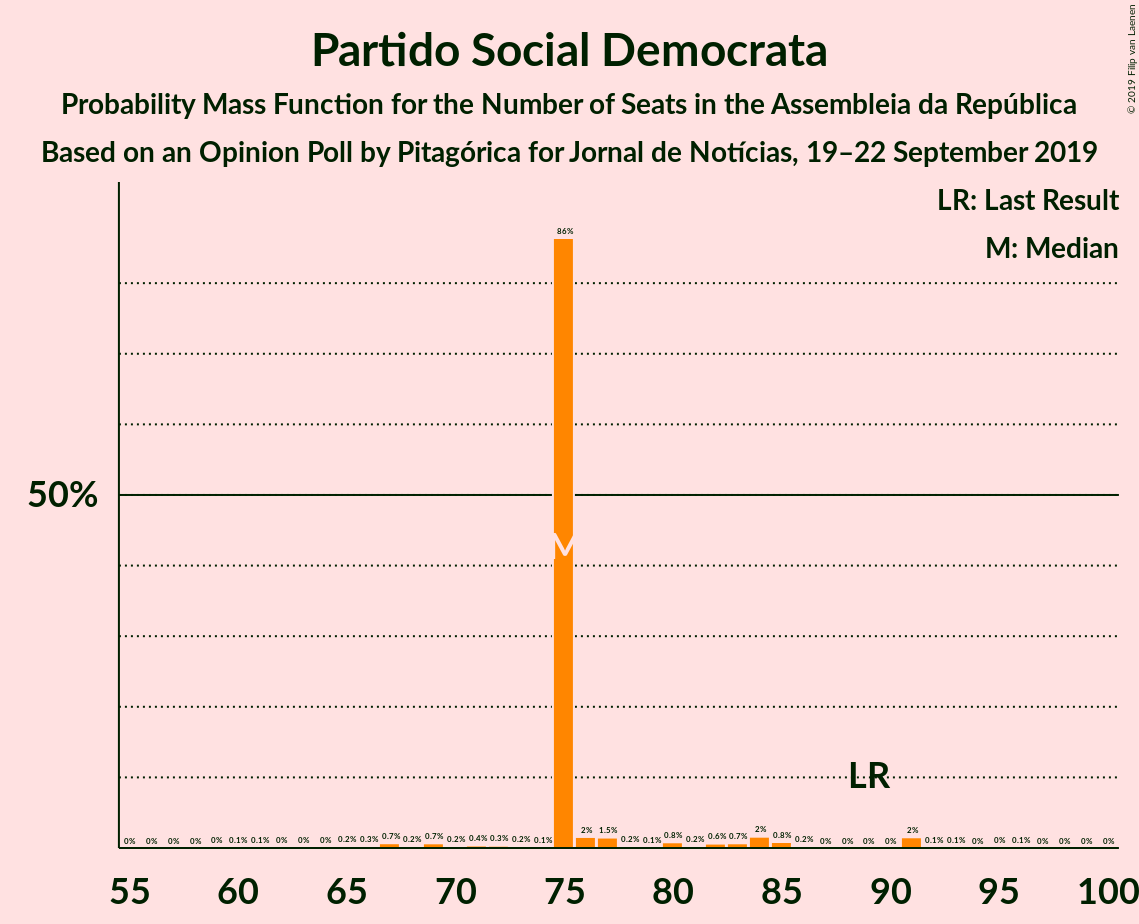 Partido Social Democrata
Probability Mass Function for the Number of Seats in the Assembleia da República
Based on an Opinion Poll by Pitagórica for Jornal de Notícias, 19–22 September 2019
© 2019 Filip van Laenen
LR: Last Result
M: Median
86%
50%
M
LR
0% 0% 0% 0% 0% 0.1% 0.1% 0% 0% 0% 0.2% 0.3% 0.7% 0.2% 0.7% 0.2% 0.4% 0.3% 0.2% 0.1% 2% 1.5% 0.2% 0.1% 0.8% 0.2% 0.6% 0.7% 2% 0.8% 0.2% 0% 0% 0% 0% 2% 0.1% 0.1% 0% 0% 0.1% 0% 0% 0% 0%
55 60 65 70 75 80 85 90 95 100